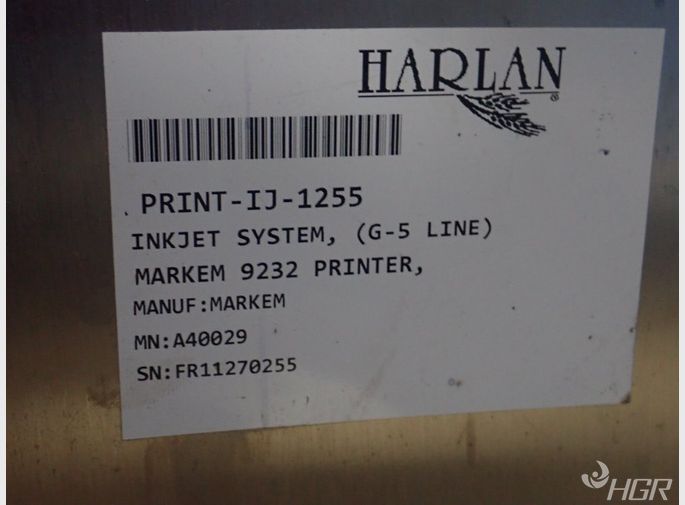 HARLAN
®
PRINT-IJ-1255
INKJET SYSTEM, (G-5 LINE)
MARKEM 9232 PRINTER,
MANUF:MARKEM
MN:A40029
SN:FR11270255
HGR